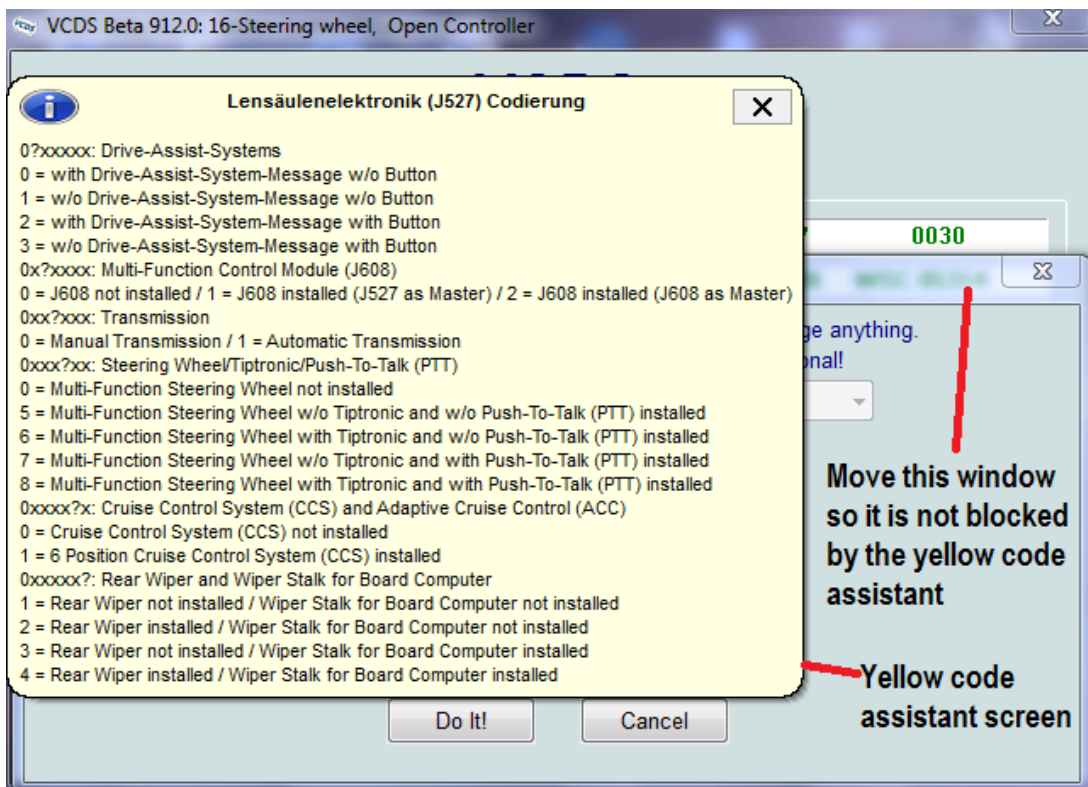 VCDS Beta 912.0: 16-Steering wheel, Open Controller
Lensäulenelektronik (J527) Codierung
0?xxxxx: Drive-Assist-Systems
0 = with Drive-Assist-System-Message w/o Button
1 = w/o Drive-Assist-System-Message w/o Button
2 = with Drive-Assist-System-Message with Button
3 = w/o Drive-Assist-System-Message with Button
0x?xxxx: Multi-Function Control Module (J608)
0 = J608 not installed / 1 = J608 installed (J527 as Master) / 2 = J608 installed (J608 as Master)
0xx?xxx: Transmission
0 = Manual Transmission / 1 = Automatic Transmission
0xxx?xx: Steering Wheel/Tiptronic/Push-To-Talk (PTT)
0 = Multi-Function Steering Wheel not installed
5 = Multi-Function Steering Wheel w/o Tiptronic and w/o Push-To-Talk (PTT) installed
6 = Multi-Function Steering Wheel with Tiptronic and w/o Push-To-Talk (PTT) installed
7 = Multi-Function Steering Wheel w/o Tiptronic and with Push-To-Talk (PTT) installed
8 = Multi-Function Steering Wheel with Tiptronic and with Push-To-Talk (PTT) installed
0xxxx?x: Cruise Control System (CCS) and Adaptive Cruise Control (ACC)
0 = Cruise Control System (CCS) not installed
1 = 6 Position Cruise Control System (CCS) installed
0xxxxx?: Rear Wiper and Wiper Stalk for Board Computer
1 = Rear Wiper not installed / Wiper Stalk for Board Computer not installed
2 = Rear Wiper installed / Wiper Stalk for Board Computer not installed
3 = Rear Wiper not installed / Wiper Stalk for Board Computer installed
4 = Rear Wiper installed / Wiper Stalk for Board Computer installed
0030
anything.
Move this window
so it is not blocked
by the yellow code
assistant
Yellow code
assistant screen
Do It!
Cancel